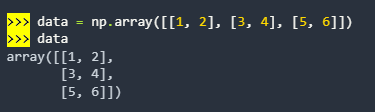 >>> data = np.array([[1, 2], [3, 4], [5, 6]])
>>> data
array([[1, 2],
       [3, 4],
       [5, 6]])